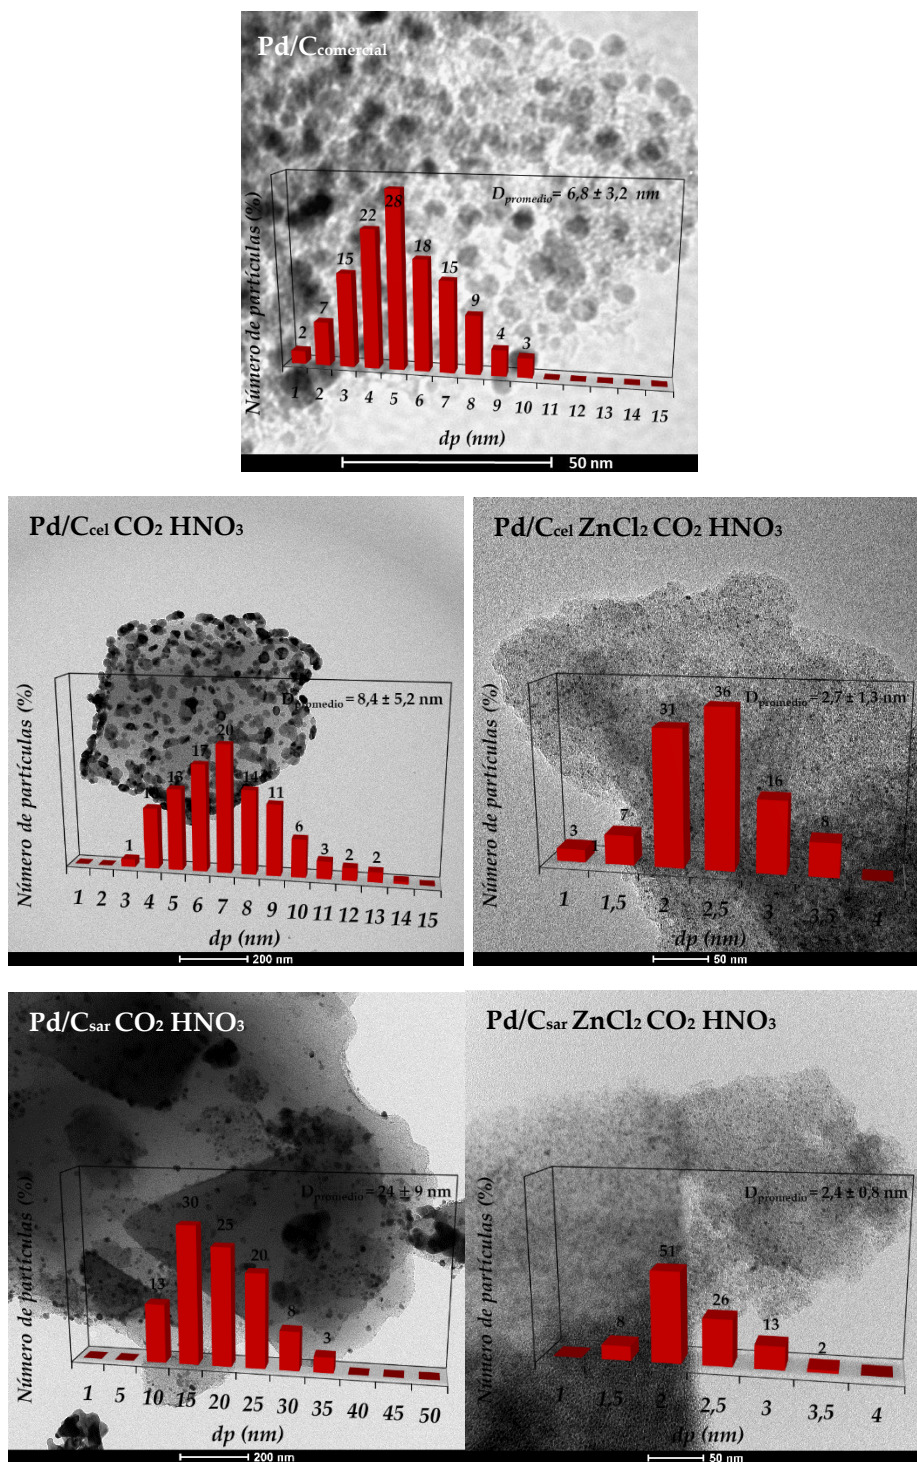 Pd/Ccomercial
Dpromedio= 6,8 ± 3,2 nm
Número de partículas (%)
2 7 15 22 28 18 15 9 4 3
1 2 3 4 5 6 7 8 9 10 11 12 13 14 15
dp (nm)
50 nm
Pd/Ccel CO2 HNO3
Dpromedio= 8,4 ± 5,2 nm
Número de partículas (%)
1 13 17 20 14 11 6 3 2 2
1 2 3 4 5 6 7 8 9 10 11 12 13 14 15
dp (nm)
200 nm
Pd/Ccel ZnCl2 CO2 HNO3
Dpromedio= 2,7 ± 1,3 nm
Número de partículas (%)
3 1 7 31 36 16 8
1 1,5 2 2,5 3 3,5 4
dp (nm)
50 nm
Pd/Csar CO2 HNO3
Dpromedio= 24 ± 9 nm
Número de partículas (%)
13 30 25 20 8 3
1 5 10 15 20 25 30 35 40 45 50
dp (nm)
200 nm
Pd/Csar ZnCl2 CO2 HNO3
Dpromedio= 2,4 ± 0,8 nm
Número de partículas (%)
8 51 26 13 2
1 1,5 2 2,5 3 3,5 4
dp (nm)
50 nm